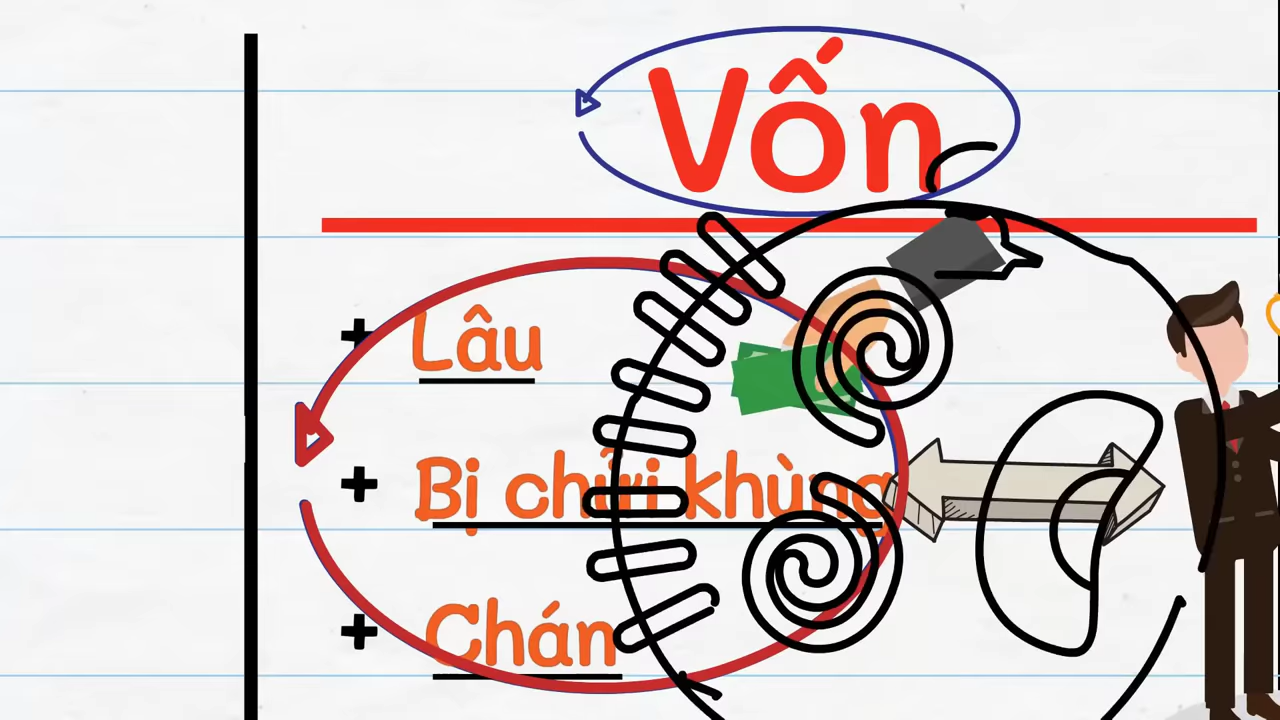 Vốn
+ Lâu
+ Bị chửi khùng
+ Chán